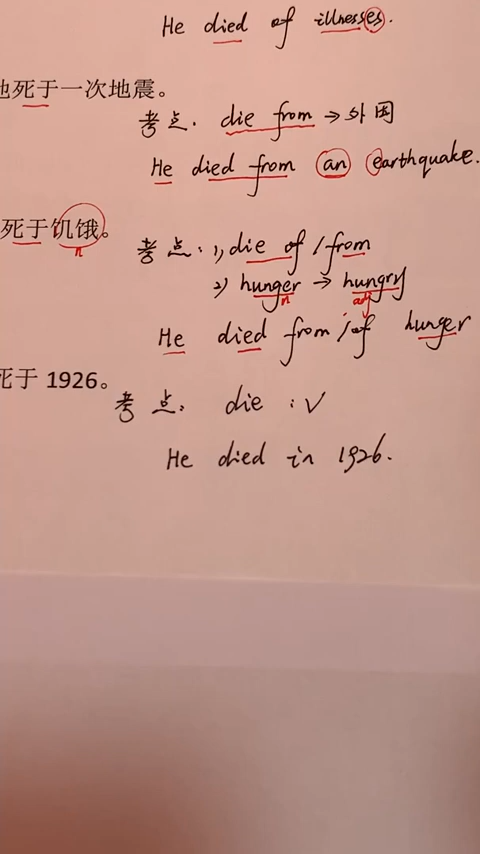 He died of illnesses.
他死于一次地震。
考点. die from → 外因
He died from an earthquake.
死于饥饿。
n
考点: 1) die of / from
2) hunger → hungry
n adj
He died from / of hunger
死于 1926。
考点: die : V
He died in 1926.